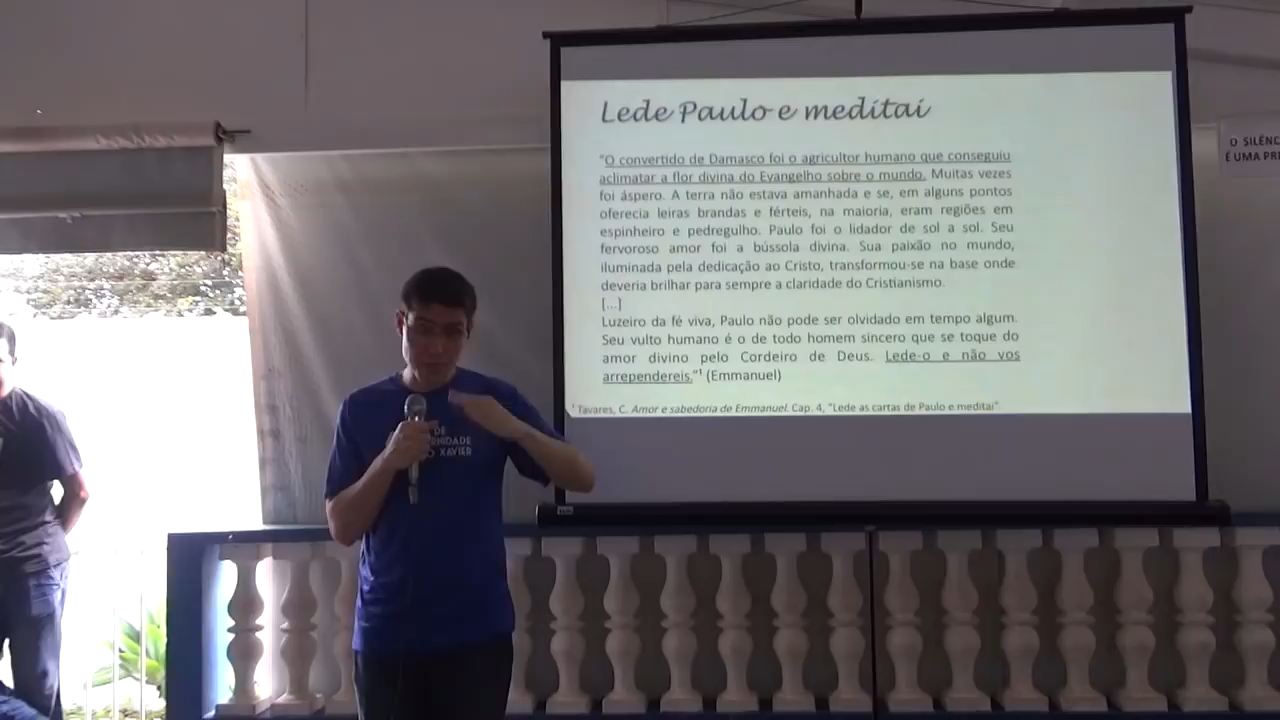 Lede Paulo e meditai
"O convertido de Damasco foi o agricultor humano que conseguiu
aclimatar a flor divina do Evangelho sobre o mundo. Muitas vezes
foi áspero. A terra não estava amanhada e se, em alguns pontos
oferecia leiras brandas e férteis, na maioria, eram regiões em
espinheiro e pedregulho. Paulo foi o lidador de sol a sol. Seu
fervoroso amor foi a bússola divina. Sua paixão no mundo,
iluminada pela dedicação ao Cristo, transformou-se na base onde
deveria brilhar para sempre a claridade do Cristianismo.
[...]
Luzeiro da fé viva, Paulo não pode ser olvidado em tempo algum.
Seu vulto humano é o de todo homem sincero que se toque do
amor divino pelo Cordeiro de Deus. Lede-o e não vos
arrependereis."¹ (Emmanuel)
¹ Tavares, C. Amor e sabedoria de Emmanuel. Cap. 4, "Lede as cartas de Paulo e meditai"
O SILÊNC
É UMA PRE
DE
RNIDADE
O XAVIER